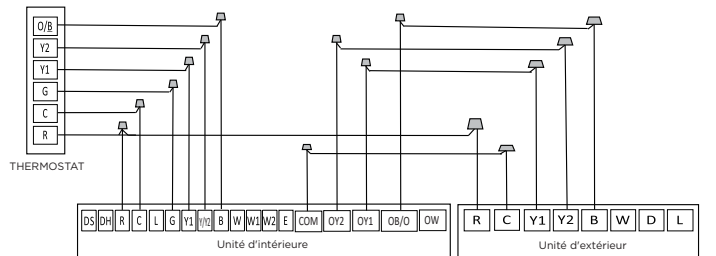 O/B
Y2
Y1
G
C
R
THERMOSTAT
DS DH R C L G Y1 Y/Y2 B W W1 W2 E COM OY2 OY1 OB/O OW
Unité d'intérieure
R C Y1 Y2 B W D L
Unité d'extérieur